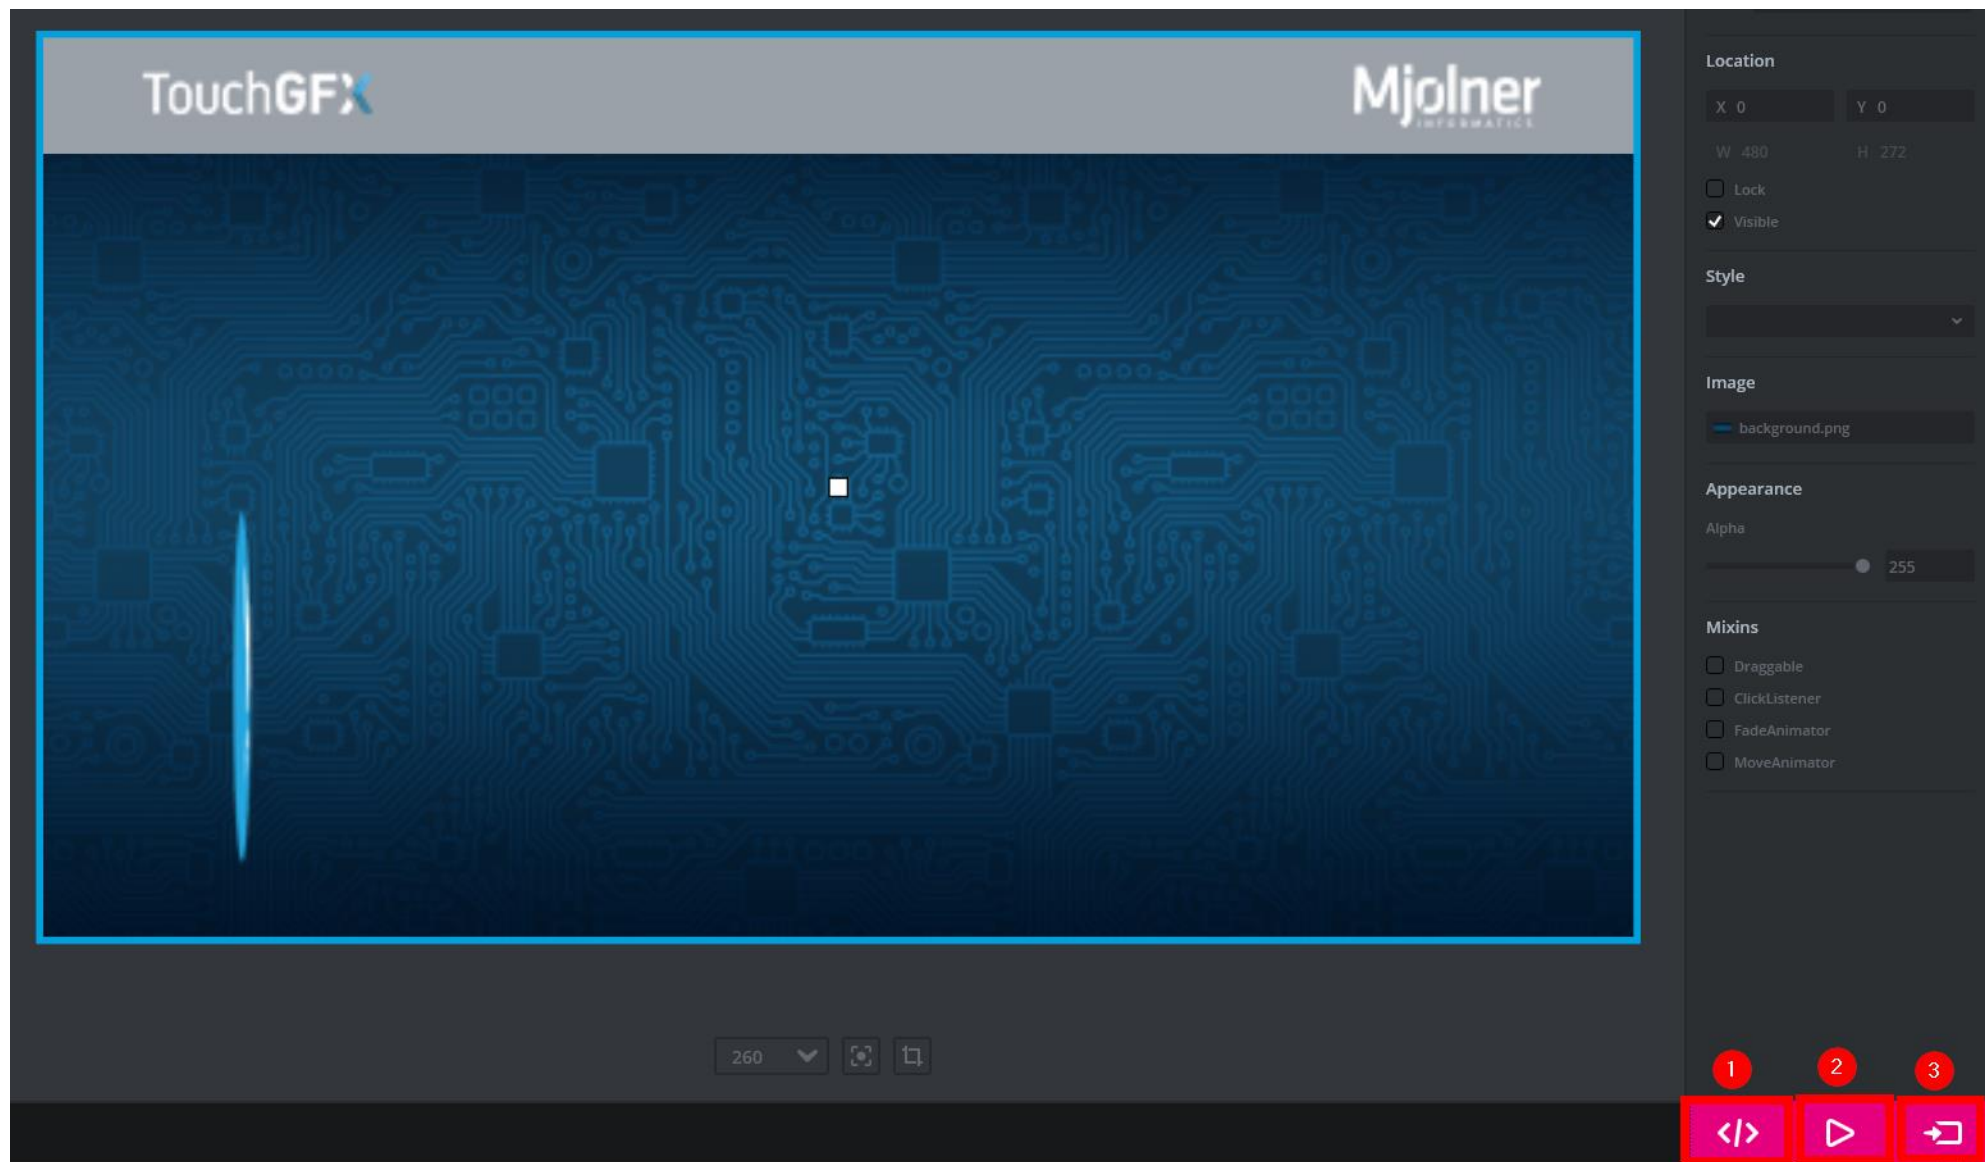 TouchGFX
Mjolner
INFORMATICS
Location
X 0
Y 0
W 480
H 272
Lock
Visible
Style
Image
background.png
Appearance
Alpha
255
Mixins
Draggable
ClickListener
FadeAnimator
MoveAnimator
260
1
2
3
</>